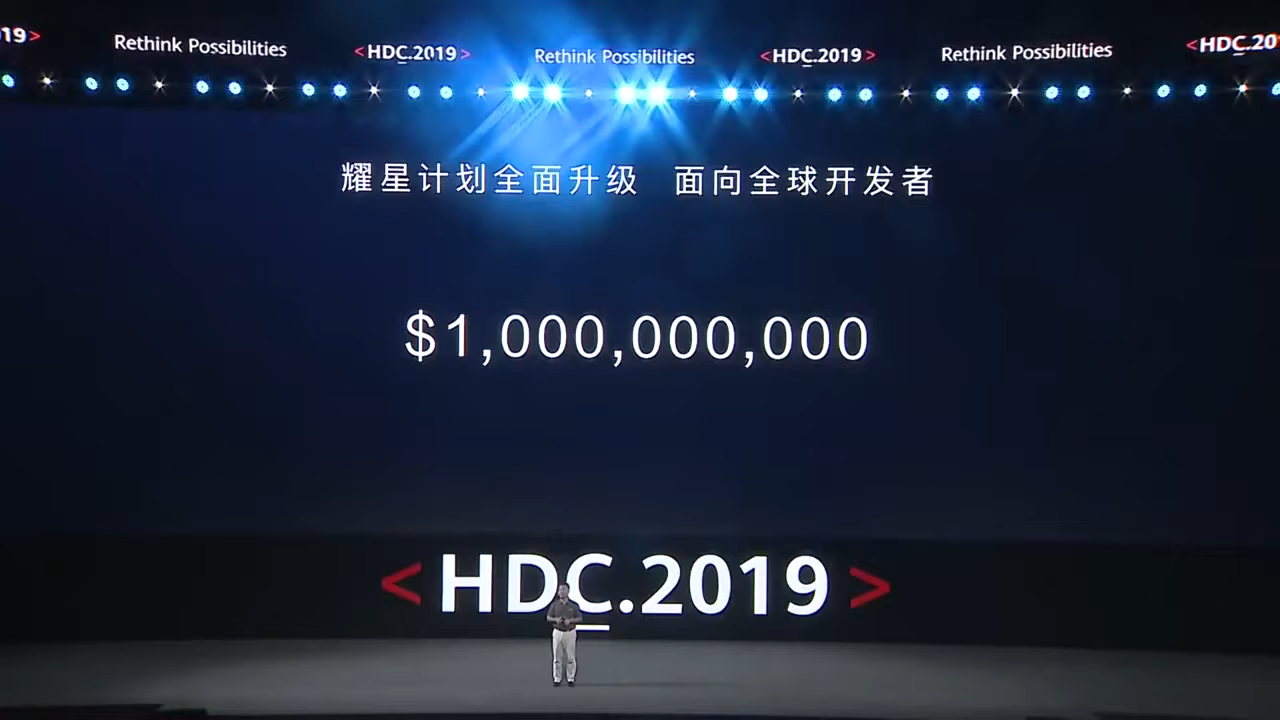 19> Rethink Possibilities <HDC.2019> Rethink Possibilities <HDC.2019> Rethink Possibilities <HDC.20
耀星计划全面升级 面向全球开发者
$1,000,000,000
<HDC.2019>